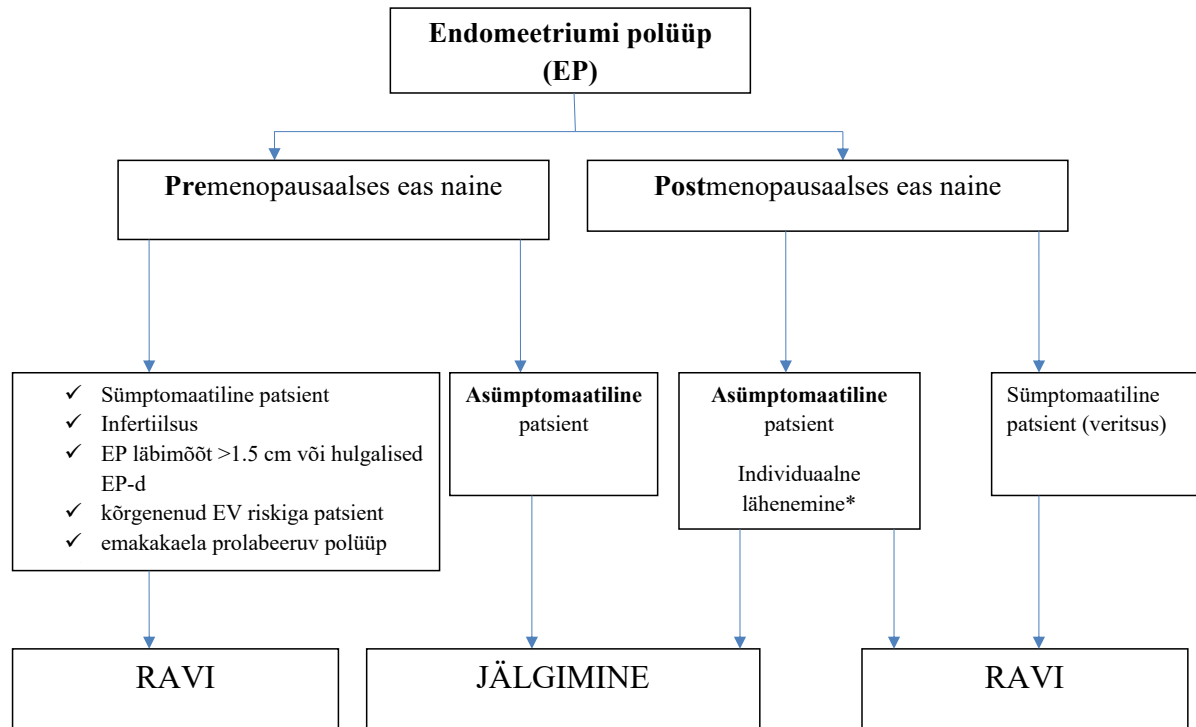 Endomeetriumi polüüp
(EP)
Premenopausaalses eas naine
Postmenopausaalses eas naine
✓ Sümptomaatiline patsient
✓ Infertiilsus
✓ EP läbimõõt >1.5 cm või hulgalised
EP-d
✓ kõrgenenud EV riskiga patsient
✓ emakakaela prolabeeruv polüüp
Asümptomaatiline
patsient
Asümptomaatiline
patsient
Individuaalne
lähenemine*
Sümptomaatiline
patsient (veritsus)
RAVI
JÄLGIMINE
RAVI